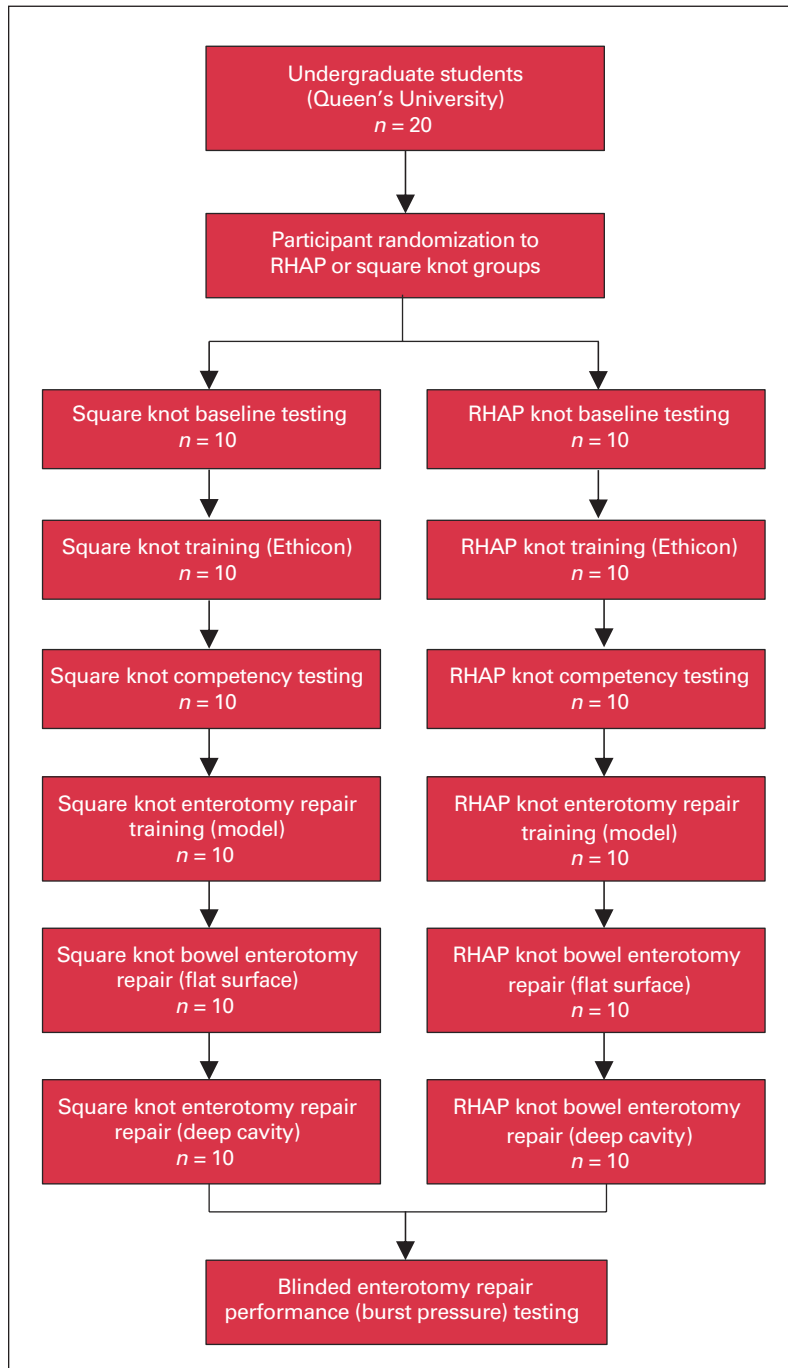 Undergraduate students
(Queen's University)
n = 20
Participant randomization to
RHAP or square knot groups
Square knot baseline testing
n = 10
RHAP knot baseline testing
n = 10
Square knot training (Ethicon)
n = 10
RHAP knot training (Ethicon)
n = 10
Square knot competency testing
n = 10
RHAP knot competency testing
n = 10
Square knot enterotomy repair
training (model)
n = 10
RHAP knot enterotomy repair
training (model)
n = 10
Square knot bowel enterotomy
repair (flat surface)
n = 10
RHAP knot bowel enterotomy
repair (flat surface)
n = 10
Square knot enterotomy repair
repair (deep cavity)
n = 10
RHAP knot bowel enterotomy
repair (deep cavity)
n = 10
Blinded enterotomy repair
performance (burst pressure) testing